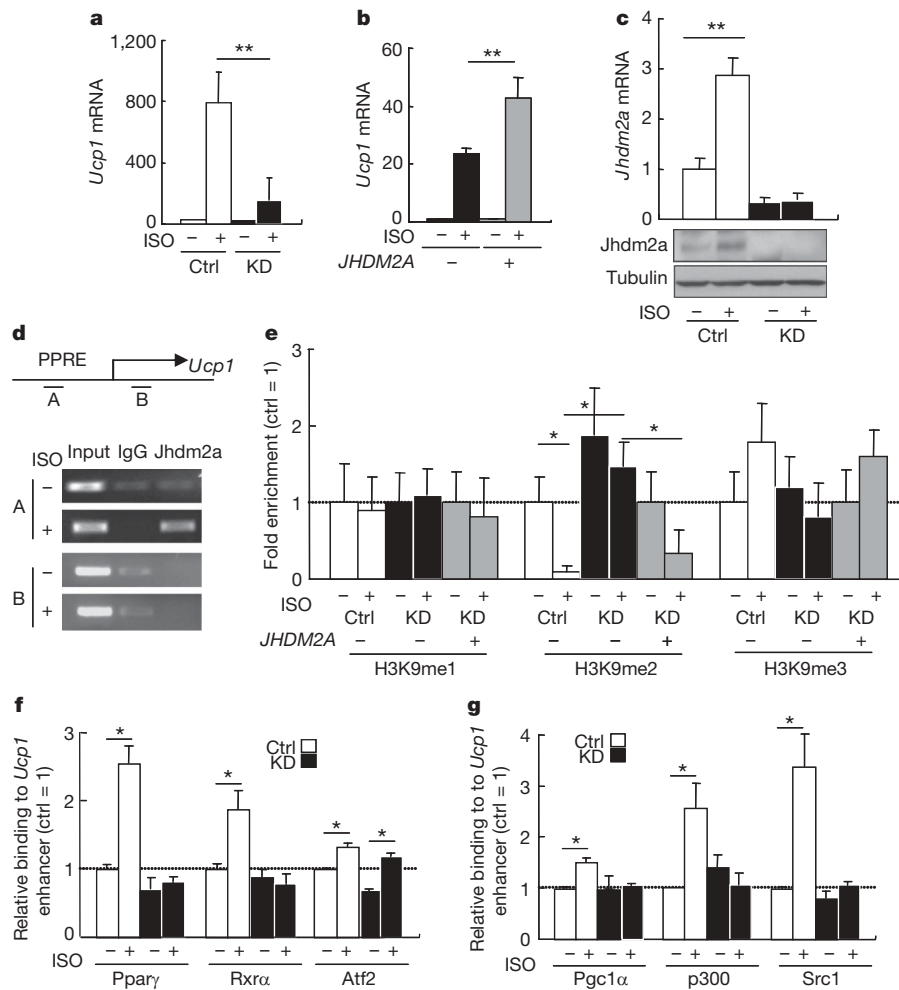 a
1,200
800
400
0
Ucp1 mRNA
**
ISO − + − +
Ctrl KD
b
60
40
20
0
Ucp1 mRNA
**
ISO − + − +
JHDM2A − +
c
4
3
2
1
0
Jhdm2a mRNA
**
Jhdm2a
Tubulin
ISO − + − +
Ctrl KD
d
PPRE Ucp1
A B
ISO Input IgG Jhdm2a
A − +
B − +
e
3
2
1
0
Fold enrichment (ctrl = 1)
* * *
ISO − + − + − + − + − + − + − + − + − +
Ctrl KD KD Ctrl KD KD Ctrl KD KD
JHDM2A − − + − − + − − +
H3K9me1 H3K9me2 H3K9me3
f
3
2
1
0
Relative binding to Ucp1
enhancer (ctrl = 1)
Ctrl
KD
* * * *
ISO − + − + − + − + − + − +
Pparγ Rxrα Atf2
g
4
3
2
1
0
Relative binding to to Ucp1
enhancer (ctrl = 1)
Ctrl
KD
* * *
ISO − + − + − + − + − + − +
Pgc1α p300 Src1